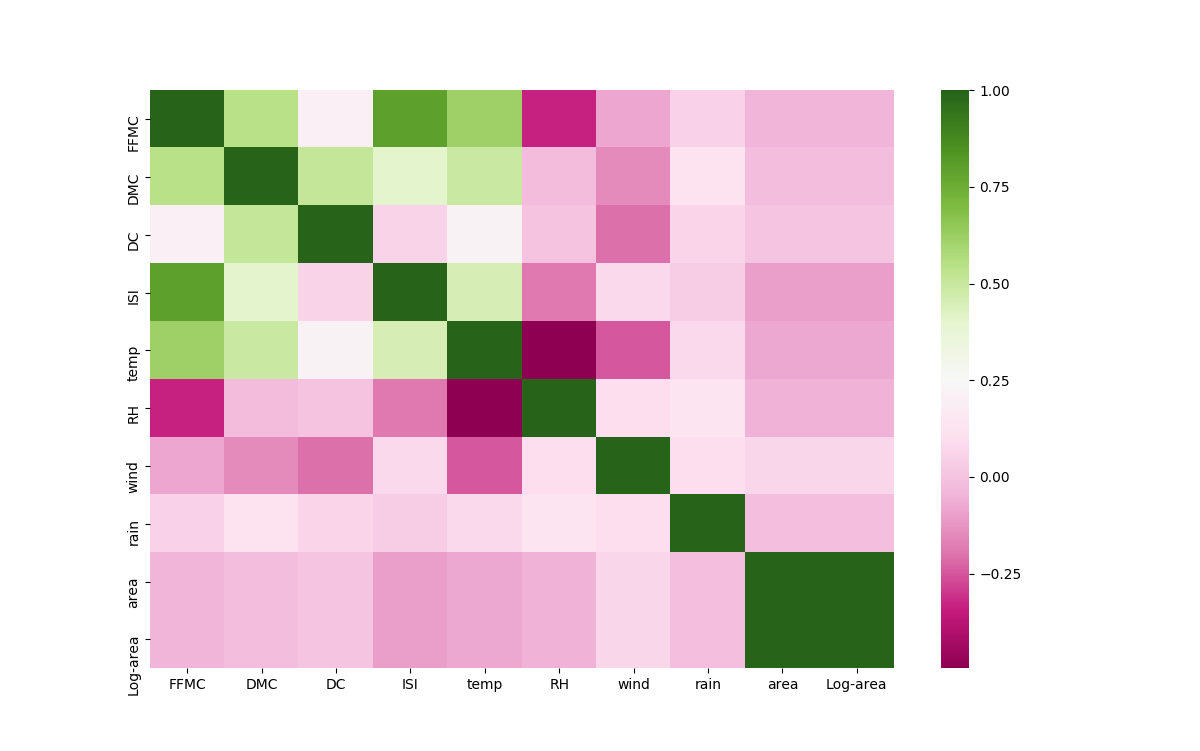 FFMC
DMC
DC
ISI
temp
RH
wind
rain
area
Log-area
FFMC DMC DC ISI temp RH wind rain area Log-area
1.00
0.75
0.50
0.25
0.00
−0.25